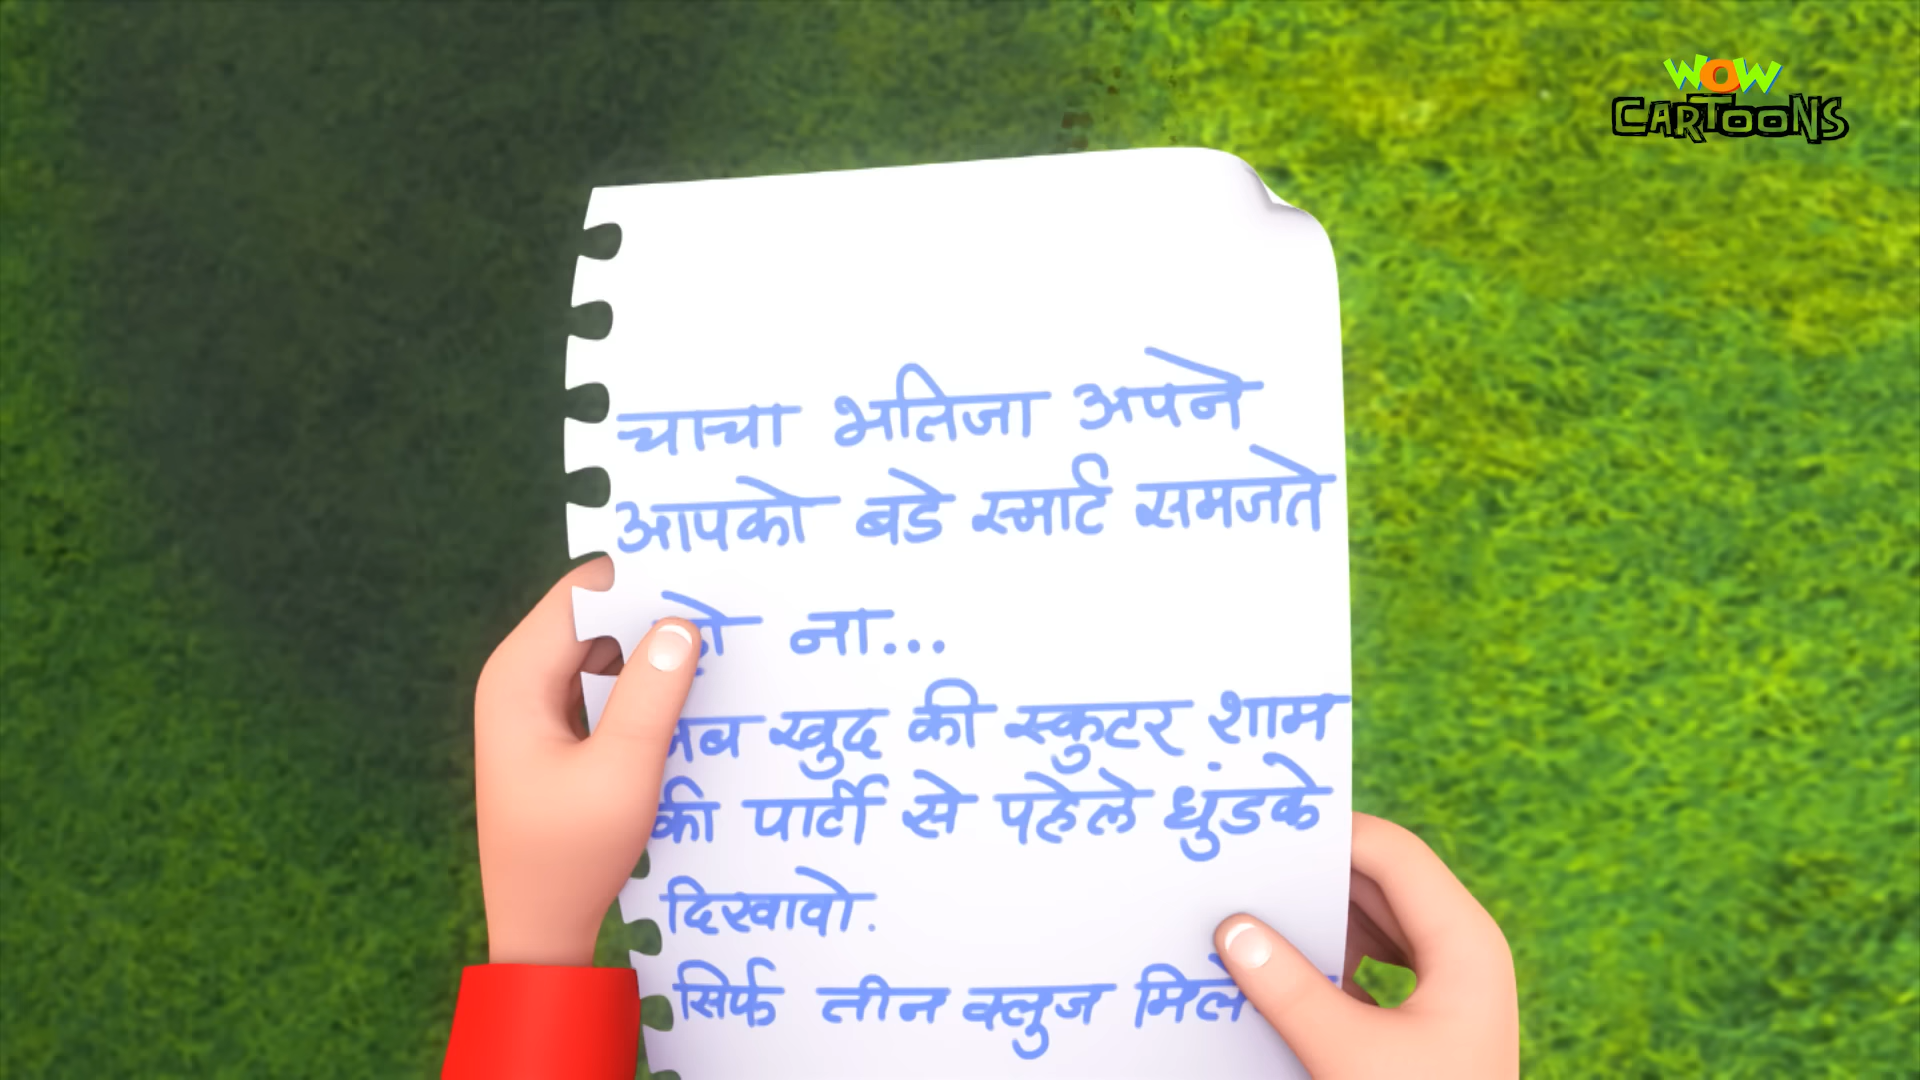 WOW
CARTOONS
चाचा भतिजा अपने
आपको बडे स्मार्ट समजते
ना...
खुद की स्कुटर शाम
की पार्टी से पहेले धुंडके
दिखावो.
सिर्फ तीन क्लुज